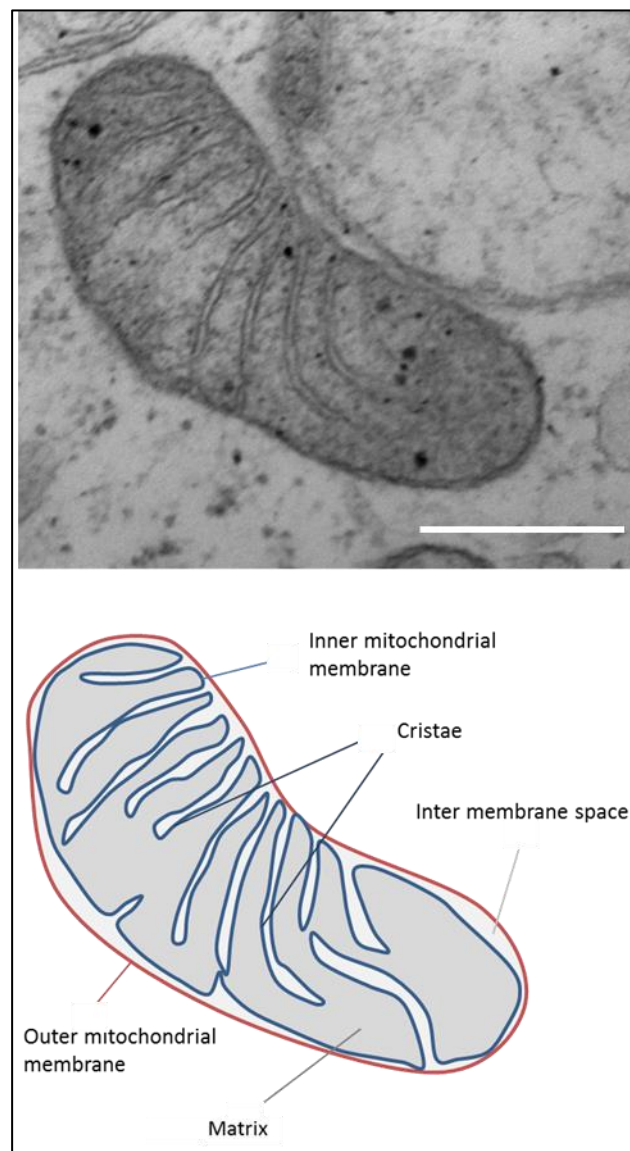 Inner mitochondrial
membrane
Cristae
Inter membrane space
Outer mitochondrial
membrane
Matrix